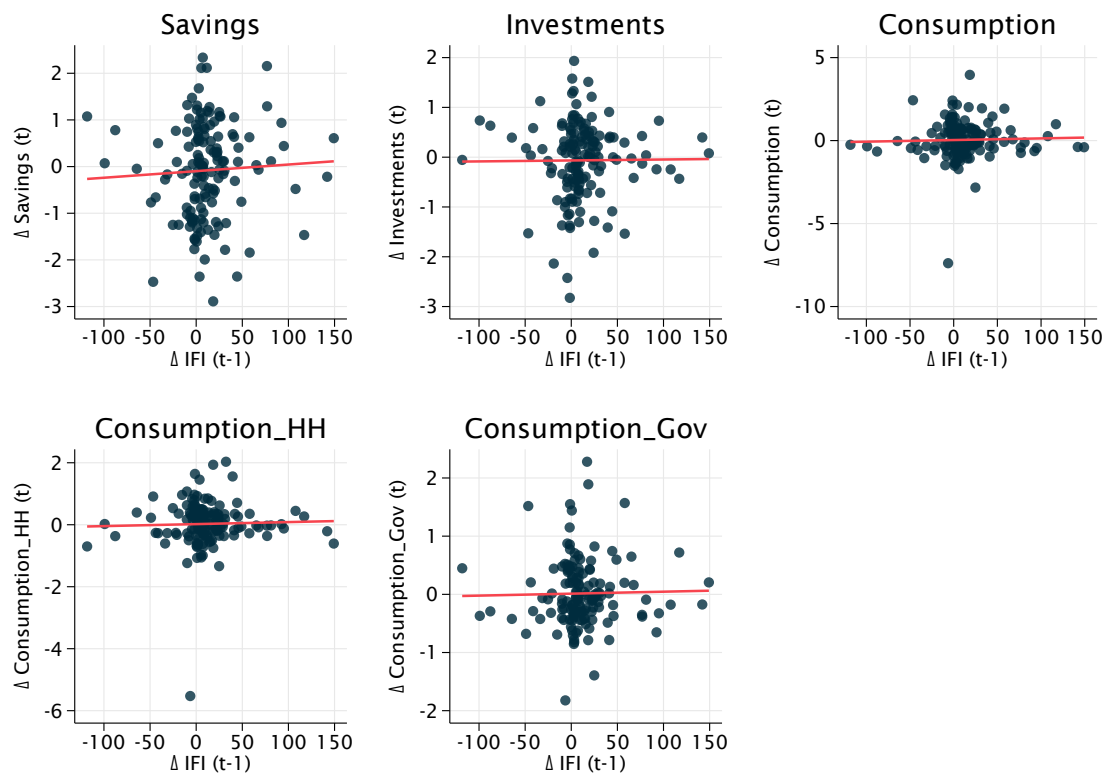 Savings
Δ Savings (t)
2
1
0
-1
-2
-3
-100 -50 0 50 100 150
Δ IFI (t-1)
Investments
Δ Investments (t)
2
1
0
-1
-2
-3
-100 -50 0 50 100 150
Δ IFI (t-1)
Consumption
Δ Consumption (t)
5
0
-5
-10
-100 -50 0 50 100 150
Δ IFI (t-1)
Consumption_HH
Δ Consumption_HH (t)
2
0
-2
-4
-6
-100 -50 0 50 100 150
Δ IFI (t-1)
Consumption_Gov
Δ Consumption_Gov (t)
2
1
0
-1
-2
-100 -50 0 50 100 150
Δ IFI (t-1)